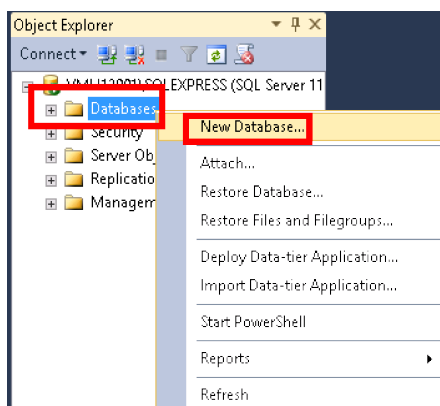 Object Explorer
Connect
SQLEXPRESS (SQL Server 11
Databases
Security
Server Ob
Replicatio
Managem
New Database...
Attach...
Restore Database...
Restore Files and Filegroups...
Deploy Data-tier Application...
Import Data-tier Application...
Start PowerShell
Reports
Refresh